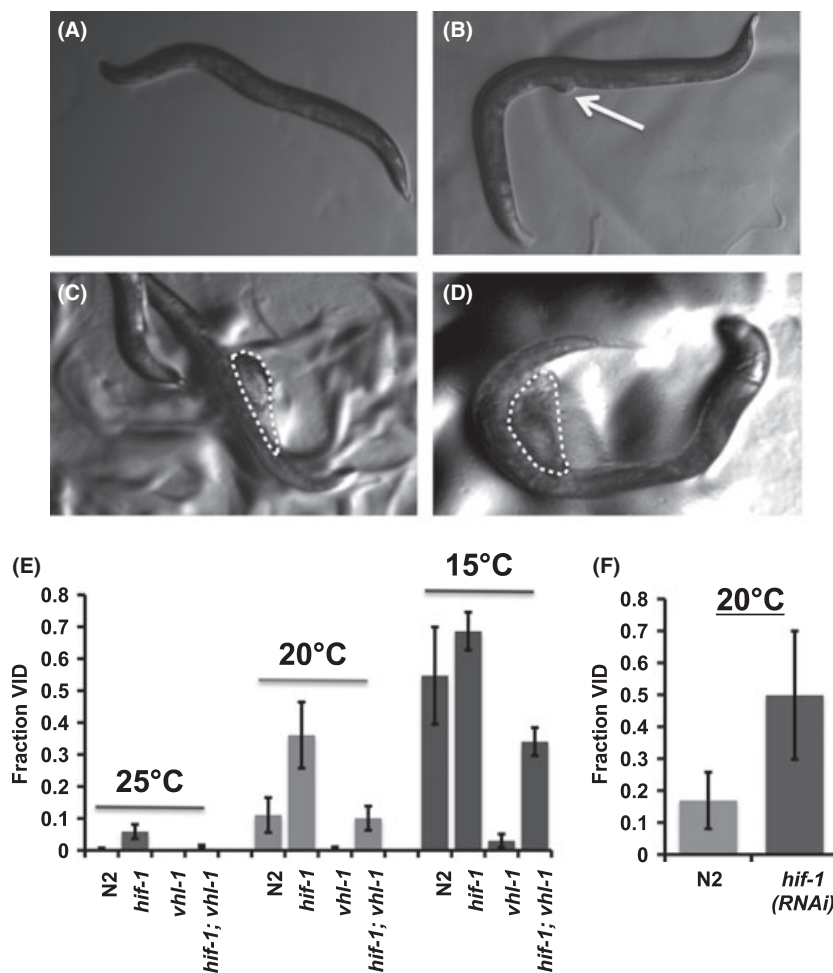 (A)
(B)
(C)
(D)
(E)
Fraction VID
0.8
0.7
0.6
0.5
0.4
0.3
0.2
0.1
0
25°C
20°C
15°C
N2
hif-1
vhl-1
hif-1; vhl-1
N2
hif-1
vhl-1
hif-1; vhl-1
N2
hif-1
vhl-1
hif-1; vhl-1
(F)
Fraction VID
0.8
0.7
0.6
0.5
0.4
0.3
0.2
0.1
0
20°C
N2
hif-1
(RNAi)